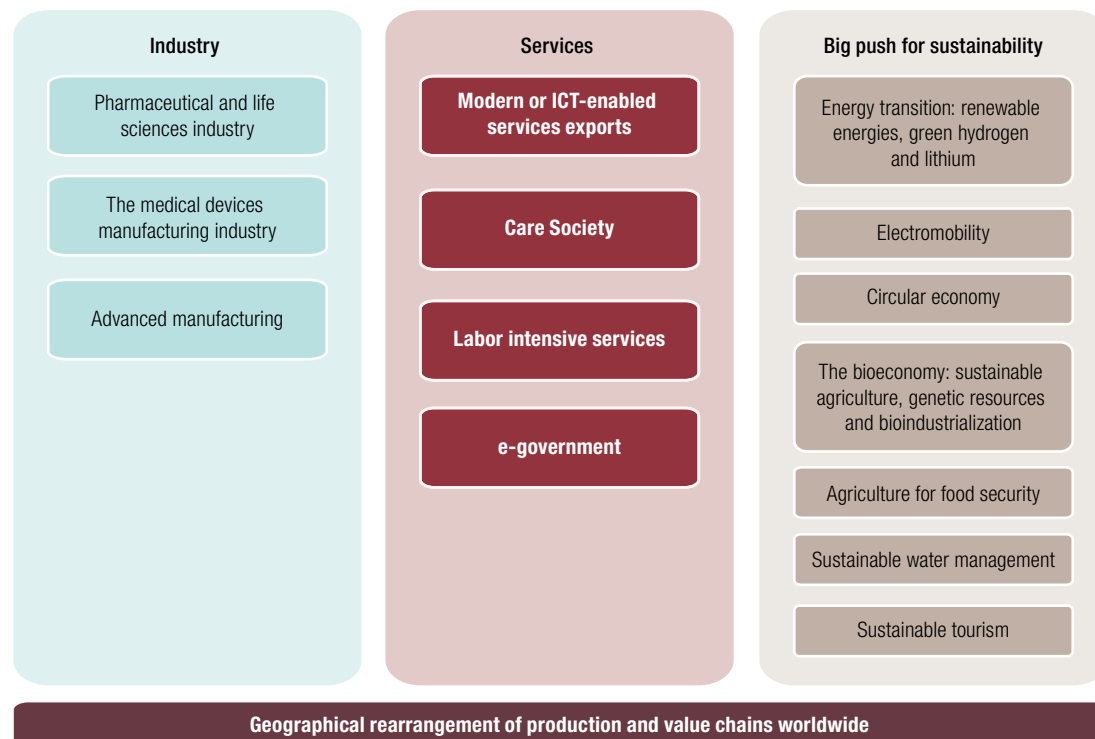 Industry
Pharmaceutical and life
sciences industry
The medical devices
manufacturing industry
Advanced manufacturing
Services
Modern or ICT-enabled
services exports
Care Society
Labor intensive services
e-government
Big push for sustainability
Energy transition: renewable
energies, green hydrogen
and lithium
Electromobility
Circular economy
The bioeconomy: sustainable
agriculture, genetic resources
and bioindustrialization
Agriculture for food security
Sustainable water management
Sustainable tourism
Geographical rearrangement of production and value chains worldwide